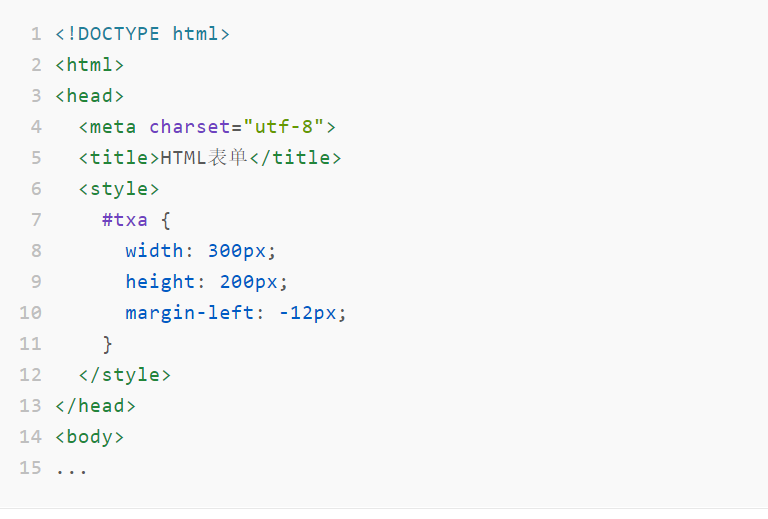 1 <!DOCTYPE html>
2 <html>
3 <head>
4   <meta charset="utf-8">
5   <title>HTML表单</title>
6   <style>
7     #txa {
8       width: 300px;
9       height: 200px;
10       margin-left: -12px;
11     }
12   </style>
13 </head>
14 <body>
15 ...